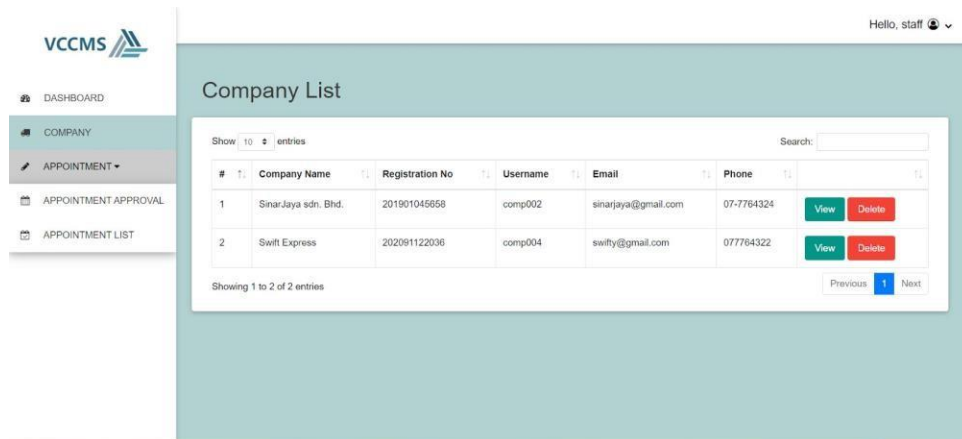 Hello, staff
VCCMS
DASHBOARD
COMPANY
APPOINTMENT
APPOINTMENT APPROVAL
APPOINTMENT LIST
Company List
Show 10 entries Search:
# Company Name Registration No Username Email Phone
1 SinarJaya sdn. Bhd. 201901045658 comp002 sinarjaya@gmail.com 07-7764324 View Delete
2 Swift Express 202091122036 comp004 swifty@gmail.com 077764322 View Delete
Showing 1 to 2 of 2 entries Previous 1 Next